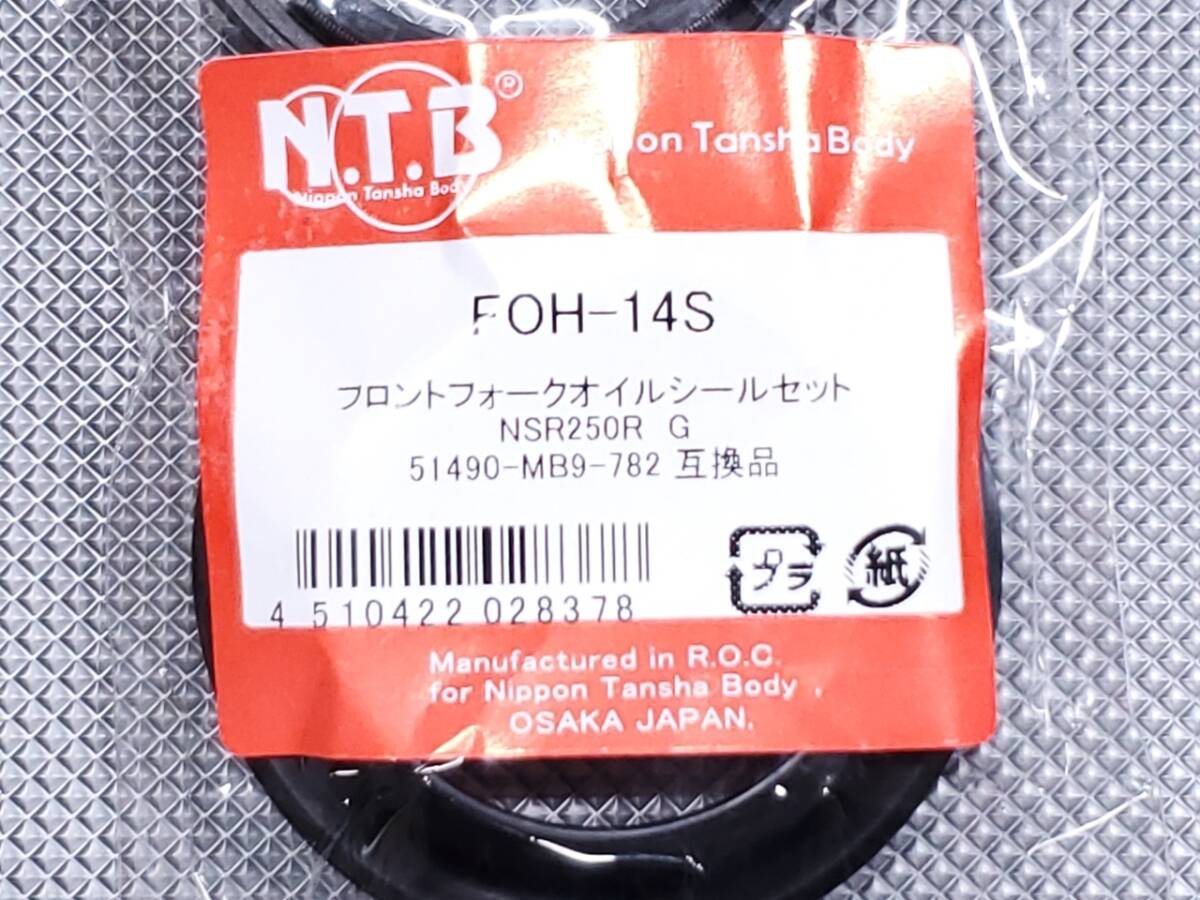 N.T.B ®
Nippon Tansha Body
Nippon Tansha Body
FOH-14S
フロントフォークオイルシールセット
NSR250R G
51490-MB9-782 互換品
4 510422 028378
プラ
紙
Manufactured in R.O.C.
for Nippon Tansha Body .
OSAKA JAPAN.